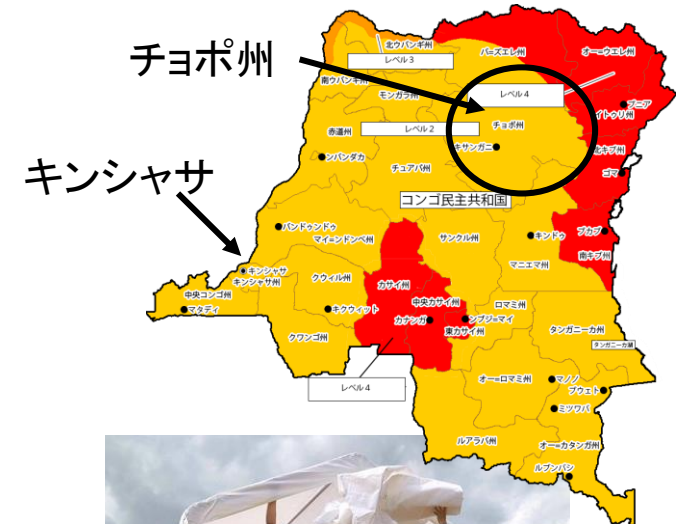 チョポ州
キンシャサ
北ウバンギ州
レベル3
バ=ズエレ州
オー=ウエレ州
南ウバンギ州
モンガラ州
レベル4
ブニア
イトゥリ州
赤道州
レベル2
チョポ州
キサンガニ
北キブ州
ンバンダカ
チュアパ州
ゴマ
コンゴ民主共和国
バンドゥンドゥ
マイ=ンドンベ州
サンクル州
キンドゥ
ブカブ
南キブ州
マニエマ州
キンシャサ
キンシャサ州
クウィル州
カサイ州
中央コンゴ州
マタディ
キクウィット
中央カサイ州
ロマミ州
カナンガ
ンブジ=マイ
東カサイ州
クワンゴ州
タンガニーカ州
タンガニーカ湖
レベル4
オー=ロマミ州
マノノ
プウェト
ミツワバ
ルアラバ州
オー=カタンガ州
ルブンバシ